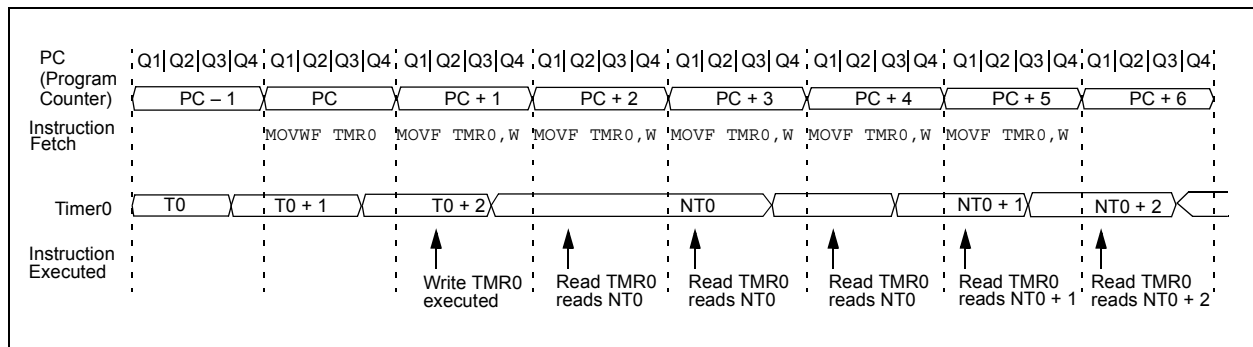 PC
(Program
Counter)
Q1 Q2 Q3 Q4 Q1 Q2 Q3 Q4 Q1 Q2 Q3 Q4 Q1 Q2 Q3 Q4 Q1 Q2 Q3 Q4 Q1 Q2 Q3 Q4 Q1 Q2 Q3 Q4 Q1 Q2 Q3 Q4
PC – 1 PC PC + 1 PC + 2 PC + 3 PC + 4 PC + 5 PC + 6
Instruction
Fetch
MOVWF TMR0 MOVF TMR0,W MOVF TMR0,W MOVF TMR0,W MOVF TMR0,W MOVF TMR0,W
Timer0
T0 T0 + 1 T0 + 2 NT0 NT0 + 1 NT0 + 2
Instruction
Executed
Write TMR0
executed
Read TMR0
reads NT0
Read TMR0
reads NT0
Read TMR0
reads NT0
Read TMR0
reads NT0 + 1
Read TMR0
reads NT0 + 2